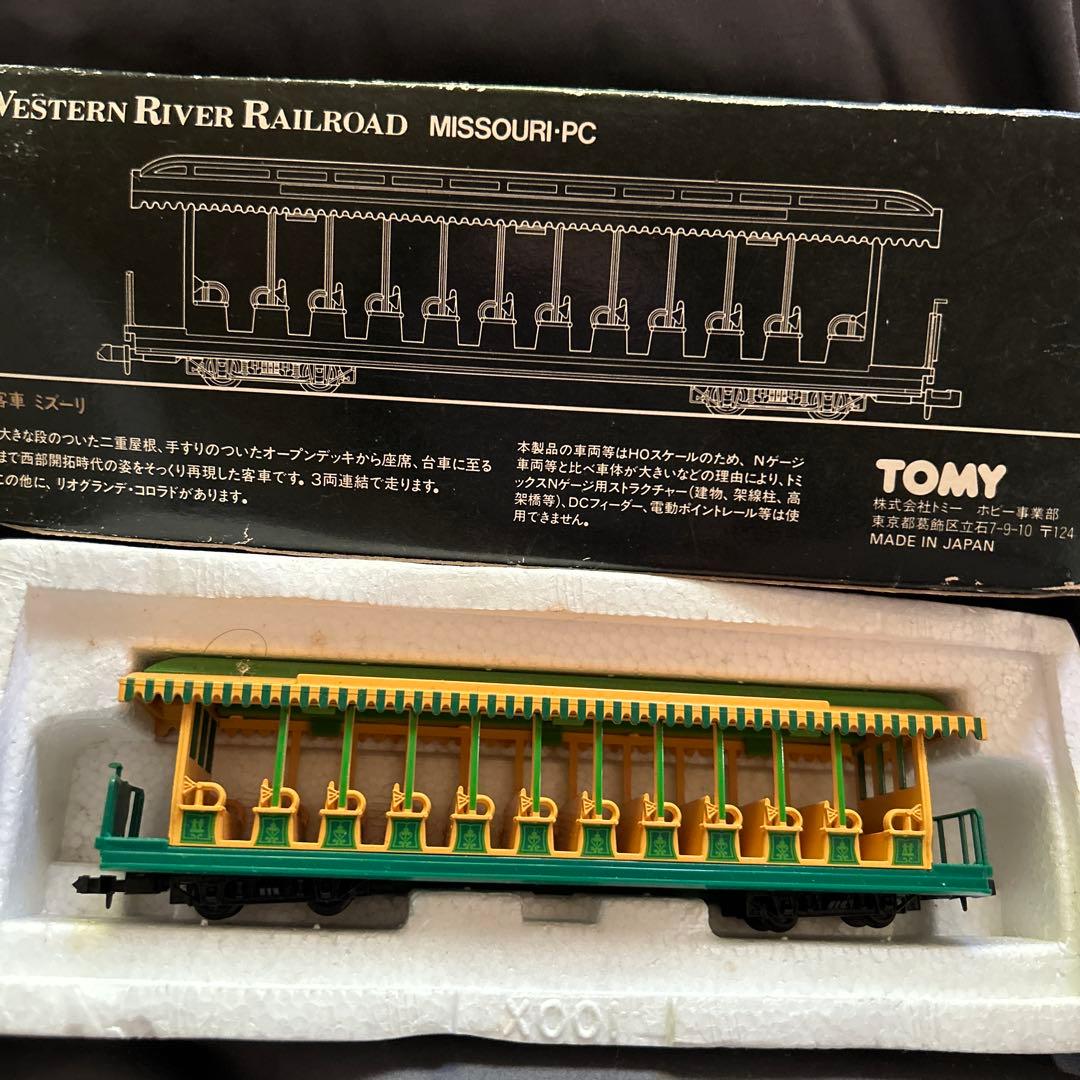 WESTERN RIVER RAILROAD MISSOURI·PC
客車 ミズーリ
大きな段のついた二重屋根、手すりのついたオープンデッキから座席、台車に至る
まで西部開拓時代の姿をそっくり再現した客車です。3両連結で走ります。
この他に、リオグランデ・コロラドがあります。
本製品の車両等はHOスケールのため、Nゲージ
車両等と比べ車体が大きいなどの理由により、トミ
ックスNゲージ用ストラクチャー(建物、架線柱、高
架橋等)、DCフィーダー、電動ポイントレール等は使
用できません。
TOMY
株式会社トミー ホビー事業部
東京都葛飾区立石7-9-10 〒124
MADE IN JAPAN